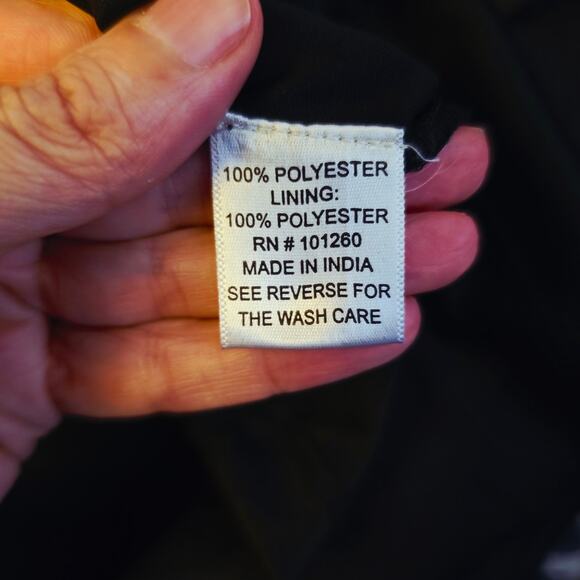 100% POLYESTER
LINING:
100% POLYESTER
RN # 101260
MADE IN INDIA
SEE REVERSE FOR
THE WASH CARE